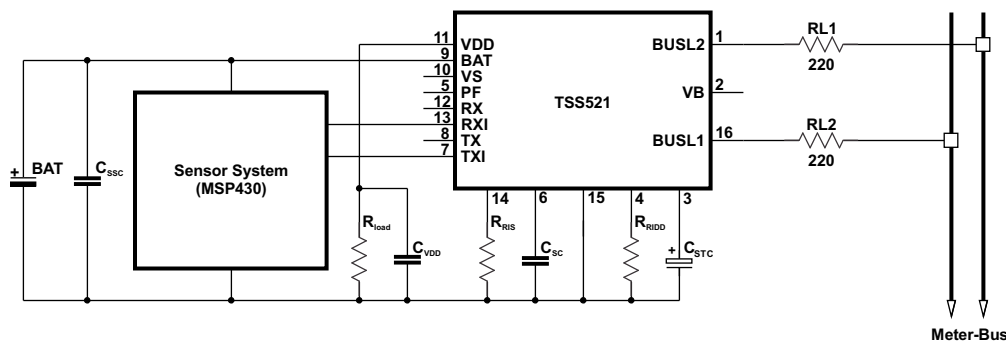 11 VDD
9 BAT
10 VS
5 PF
12 RX
13 RXI
8 TX
7 TXI
TSS521
BUSL2 1
VB 2
BUSL1 16
RL1
220
RL2
220
BAT
+
CSSC
Sensor System
(MSP430)
14
6
15
4
3
Rload
CVDD
RRIS
CSC
RRIDD
+
CSTC
Meter-Bus